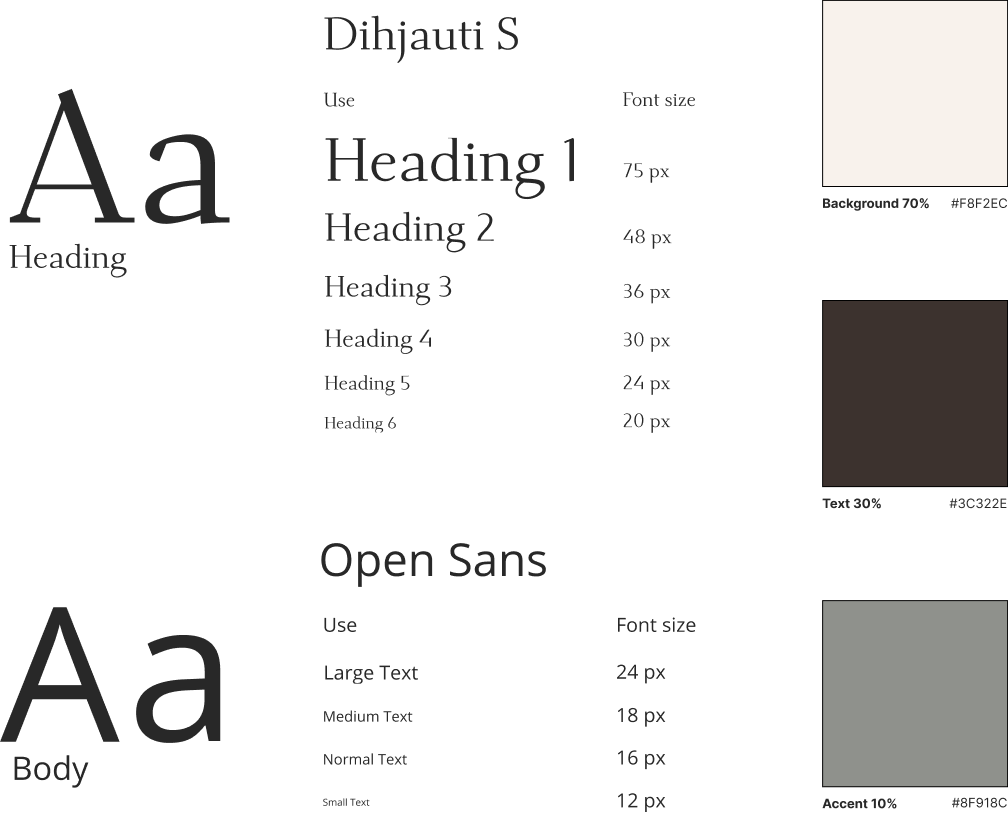 Aa
Heading
Dihjauti S
Use Font size
Heading 1 75 px
Heading 2 48 px
Heading 3 36 px
Heading 4 30 px
Heading 5 24 px
Heading 6 20 px
Aa
Body
Open Sans
Use Font size
Large Text 24 px
Medium Text 18 px
Normal Text 16 px
Small Text 12 px
Background 70% #F8F2EC
Text 30% #3C322E
Accent 10% #8F918C